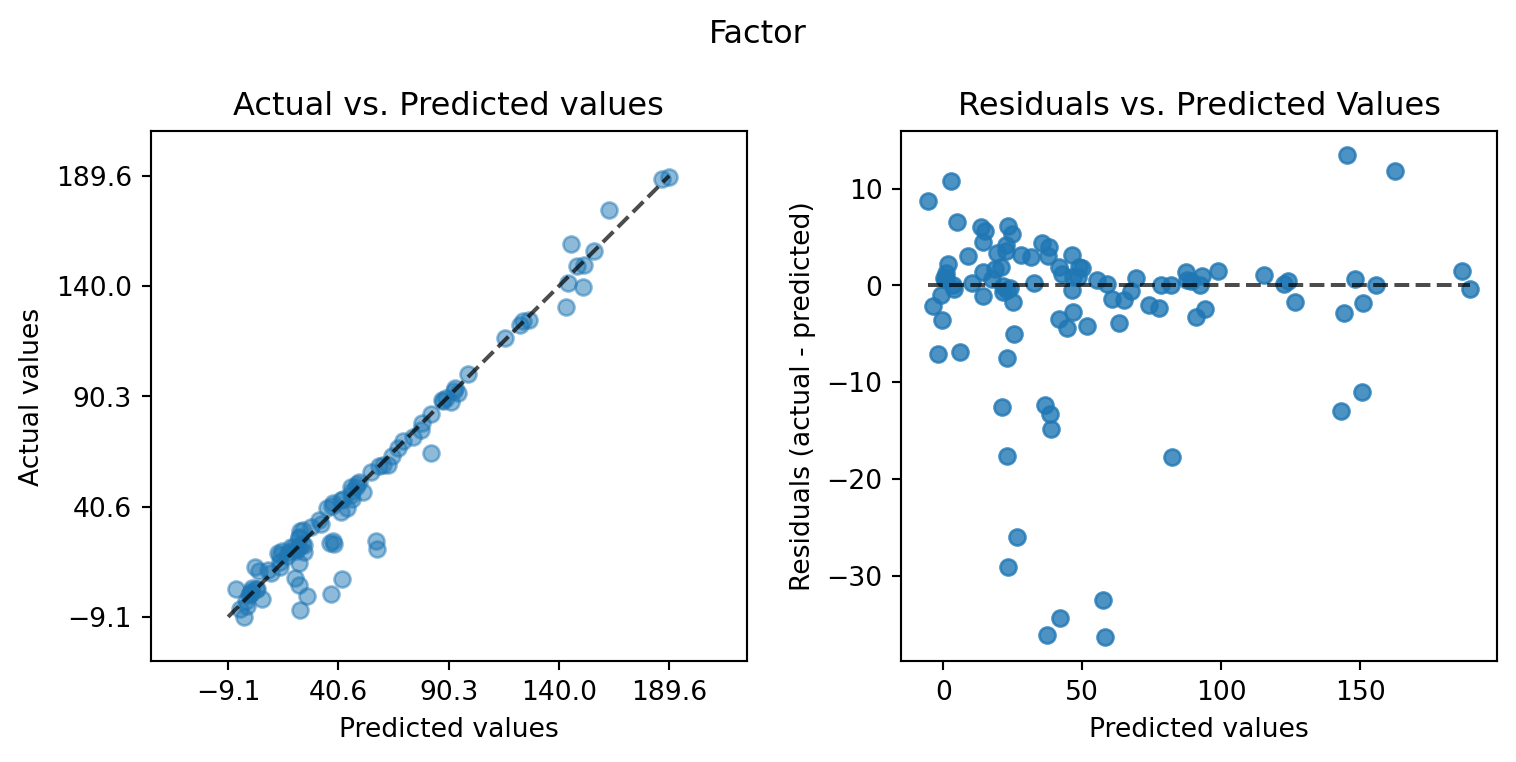 Factor
Actual vs. Predicted values
Actual values
189.6
140.0
90.3
40.6
−9.1
−9.1 40.6 90.3 140.0 189.6
Predicted values
Residuals vs. Predicted Values
Residuals (actual - predicted)
10
0
−10
−20
−30
0 50 100 150
Predicted values